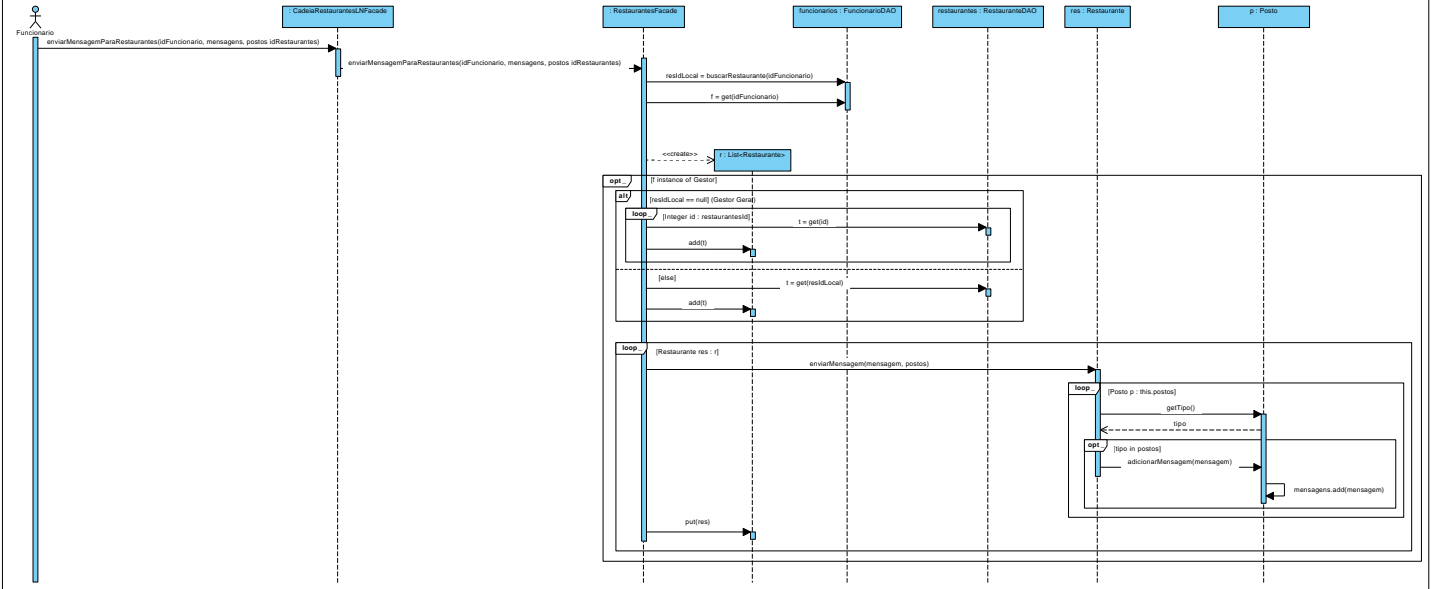 : CadeiaRestaurantesLNFacade
: RestaurantesFacade
funcionarios : FuncionarioDAO
restaurantes : RestauranteDAO
res : Restaurante
p : Posto
Funcionario
enviarMensagemParaRestaurantes(idFuncionario, mensagens, postos idRestaurantes)
enviarMensagemParaRestaurantes(idFuncionario, mensagens, postos idRestaurantes)
resIdLocal = buscarRestaurante(idFuncionario)
f = get(idFuncionario)
<<create>>
r : List<Restaurante>
opt
[f instance of Gestor]
alt
[resIdLocal == null] (Gestor Geral)
loop
[Integer id : restaurantesId]
t = get(id)
add(t)
[else]
t = get(resIdLocal)
add(t)
loop
[Restaurante res : r]
enviarMensagem(mensagem, postos)
loop
[Posto p : this.postos]
getTipo()
tipo
opt
[tipo in postos]
adicionarMensagem(mensagem)
mensagens.add(mensagem)
put(res)